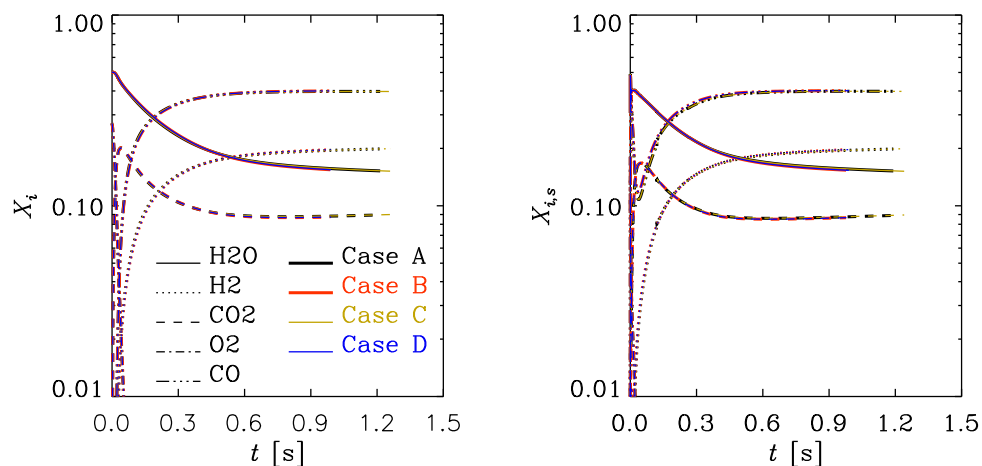 1.00
0.10
0.01
X_i
H2O
H2
CO2
O2
CO
Case A
Case B
Case C
Case D
0.0 0.3 0.6 0.9 1.2 1.5
t [s]
1.00
0.10
0.01
X_{i,s}
0.0 0.3 0.6 0.9 1.2 1.5
t [s]